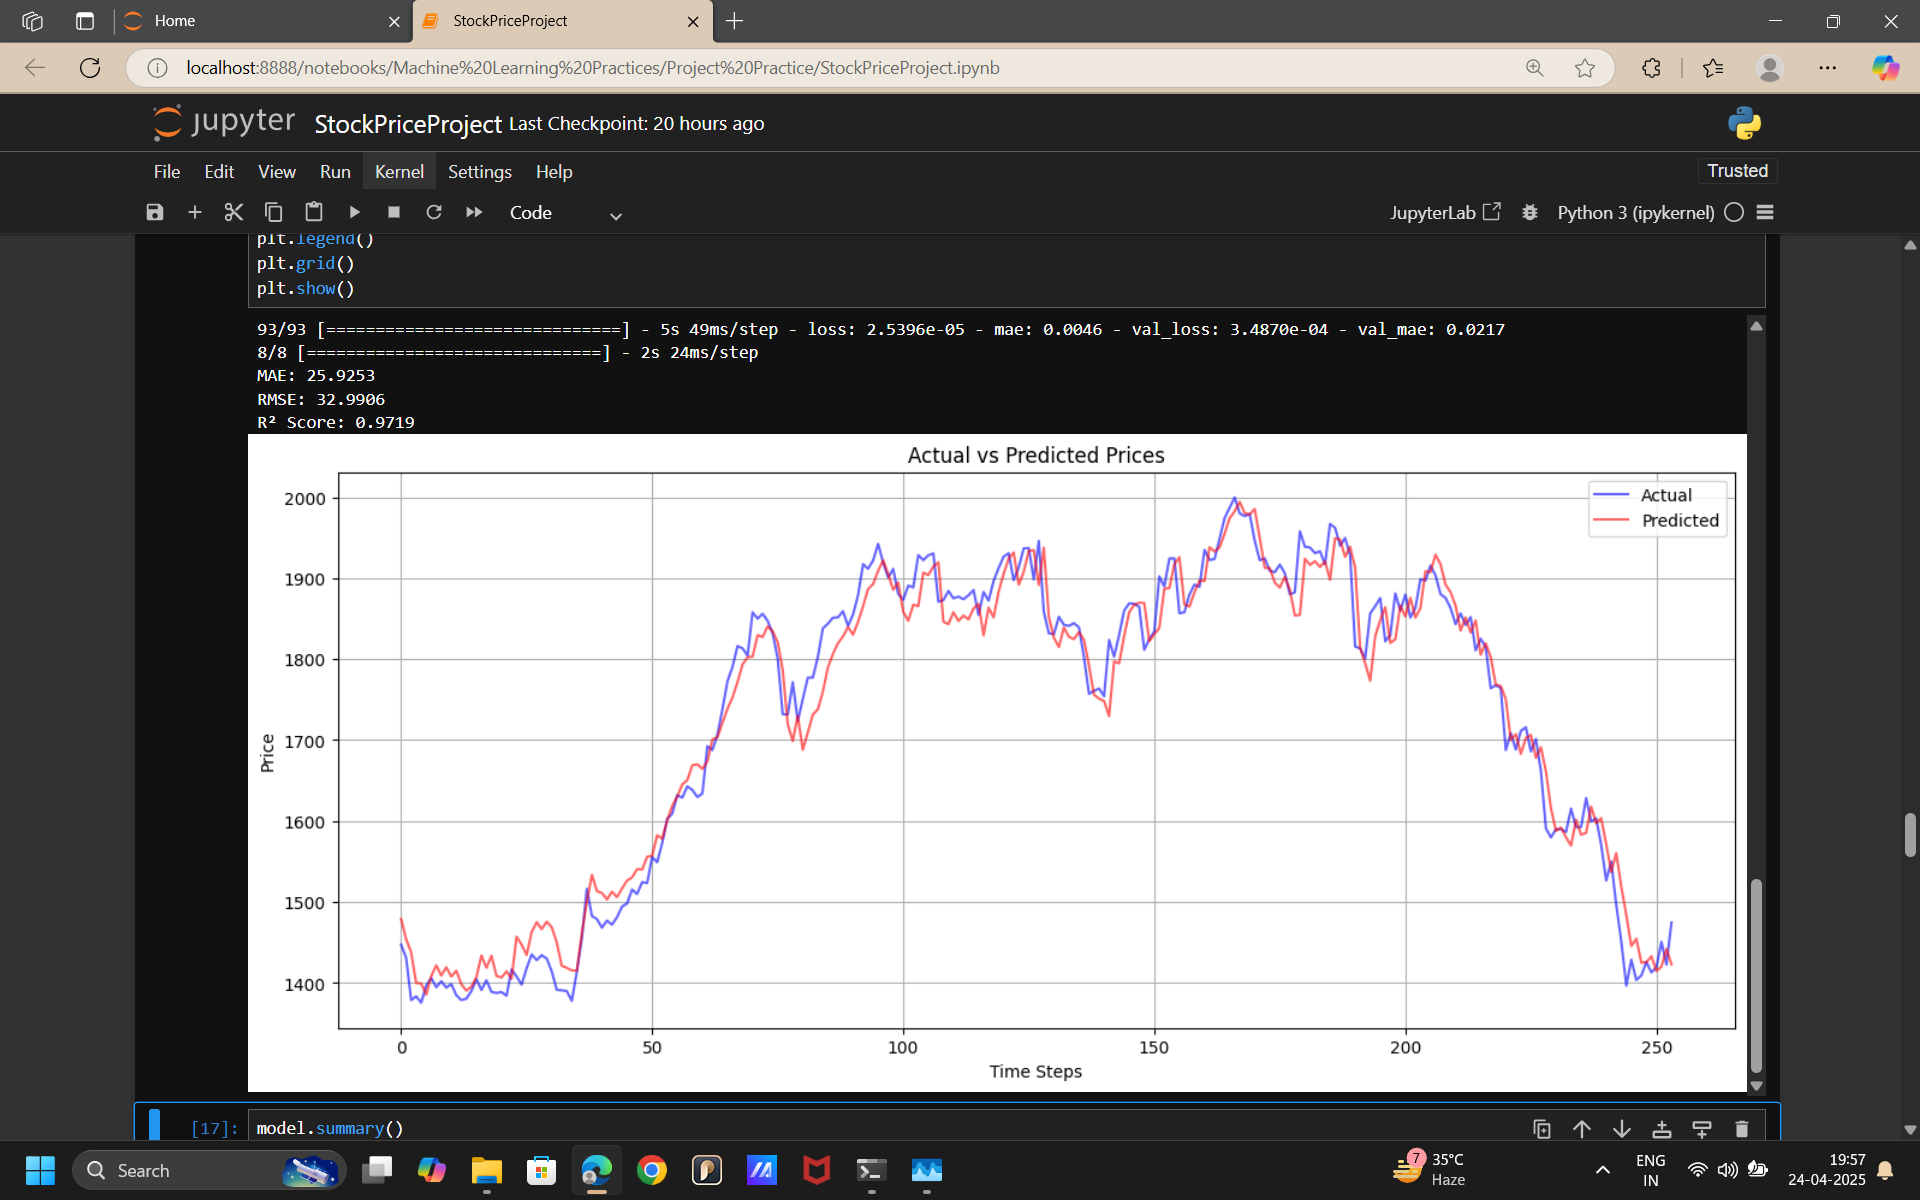 Home
StockPriceProject
localhost:8888/notebooks/Machine%20Learning%20Practices/Project%20Practice/StockPriceProject.ipynb
jupyter StockPriceProject Last Checkpoint: 20 hours ago
File Edit View Run Kernel Settings Help
Trusted
Code
JupyterLab
Python 3 (ipykernel)
plt.legend()
plt.grid()
plt.show()
93/93 [==============================] - 5s 49ms/step - loss: 2.5396e-05 - mae: 0.0046 - val_loss: 3.4870e-04 - val_mae: 0.0217
8/8 [==============================] - 2s 24ms/step
MAE: 25.9253
RMSE: 32.9906
R² Score: 0.9719
Actual vs Predicted Prices
Actual
Predicted
2000
1900
1800
1700
1600
1500
1400
Price
0 50 100 150 200 250
Time Steps
[17]: model.summary()
Search
7
35°C
Haze
ENG
IN
19:57
24-04-2025